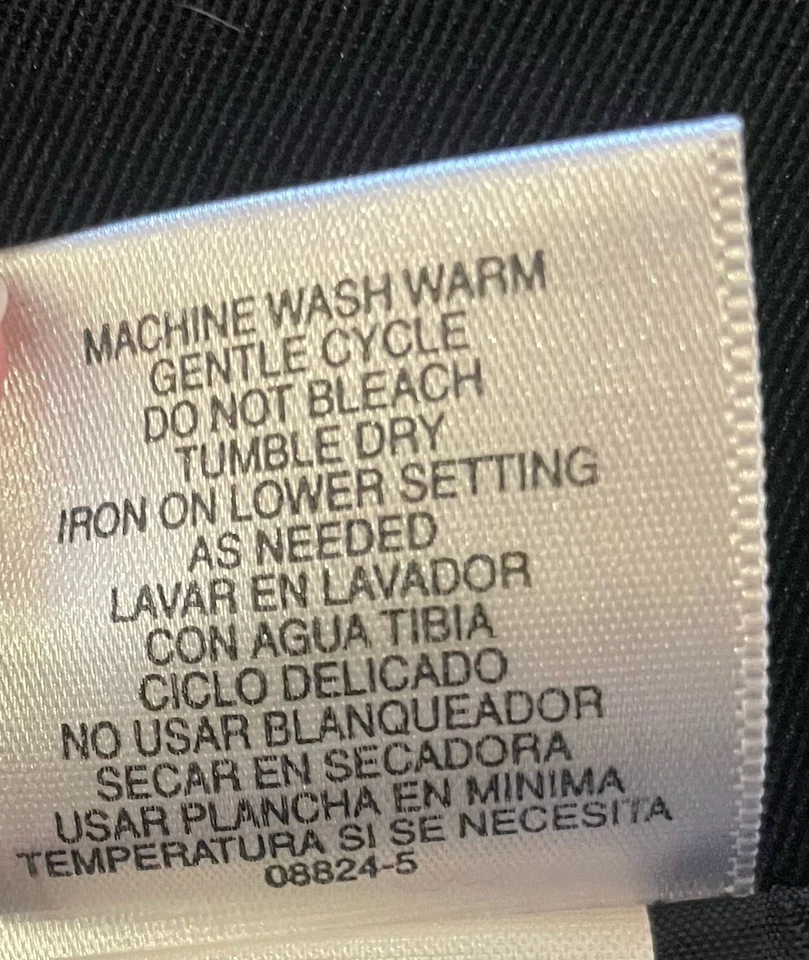 MACHINE WASH WARM
GENTLE CYCLE
DO NOT BLEACH
TUMBLE DRY
IRON ON LOWER SETTING
AS NEEDED
LAVAR EN LAVADOR
CON AGUA TIBIA
CICLO DELICADO
NO USAR BLANQUEADOR
SECAR EN SECADORA
USAR PLANCHA EN MINIMA
TEMPERATURA SI SE NECESITA
08824-5